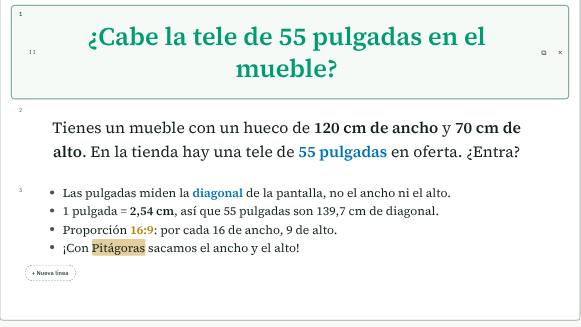 1
¿Cabe la tele de 55 pulgadas en el
mueble?
2
Tienes un mueble con un hueco de 120 cm de ancho y 70 cm de
alto. En la tienda hay una tele de 55 pulgadas en oferta. ¿Entra?
3
• Las pulgadas miden la diagonal de la pantalla, no el ancho ni el alto.
• 1 pulgada = 2,54 cm, así que 55 pulgadas son 139,7 cm de diagonal.
• Proporción 16:9: por cada 16 de ancho, 9 de alto.
• ¡Con Pitágoras sacamos el ancho y el alto!
+ Nueva línea